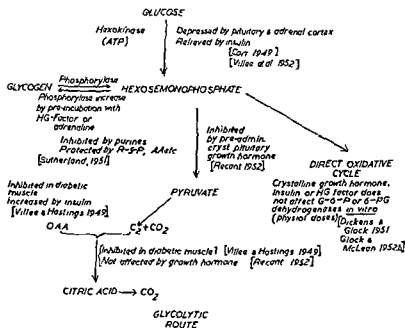 GLUCOSE
Hexokinase
(ATP)
Depressed by pituitary & adrenal cortex
Relieved by insulin
[Cori 1949]
[Villee et al 1952]
GLYCOGEN
Phosphorylase
HEXOSEMONOPHOSPHATE
Phosphorylase increase
by pre-incubation with
HG-Factor or
adrenaline
Inhibited by purines
Protected by R-5-P, AA etc
[Sutherland, 1951]
Inhibited
by pre-admin.
cryst pituitary
growth hormone
[Recant 1952]
DIRECT OXIDATIVE
CYCLE
Crystalline growth hormone,
Insulin or HG factor does
not affect G-6-P or 6-PG
dehydrogenases in vitro
(physiol doses)
[Dickens &
Glock 1951
Glock &
McLean 1952b]
Inhibited in diabetic
muscle
Increased by insulin
[Villee & Hastings 1949]
PYRUVATE
OAA
C₂ + CO₂
[Inhibited in diabetic muscle] [Villee & Hastings 1949]
[Not affected by growth hormone] [Recant 1952]
CITRIC ACID → CO₂
GLYCOLYTIC
ROUTE